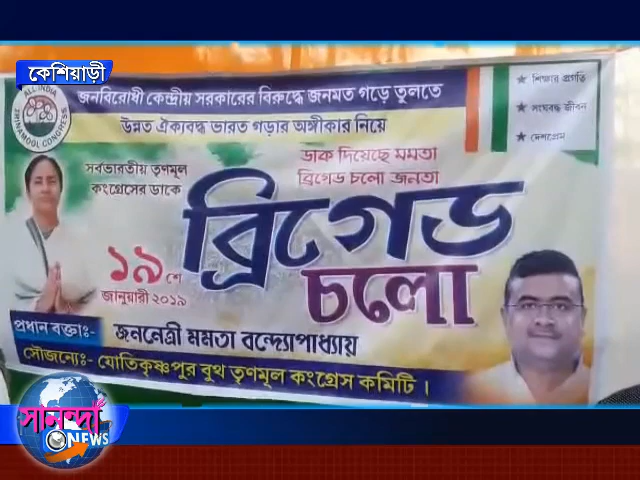 কেশিয়াড়ী
ALL INDIA TRINAMOOL CONGRESS
জনবিরোধী কেন্দ্রীয় সরকারের বিরুদ্ধে জনমত গড়ে তুলতে
উন্নত ঐক্যবদ্ধ ভারত গড়ার অঙ্গীকার নিয়ে
★ শিক্ষার প্রগতি
★ সংঘবদ্ধ জীবন
★ দেশপ্রেম
সর্বভারতীয় তৃণমূল
কংগ্রেসের ডাকে
ডাক দিয়েছে মমতা
ব্রিগেড চলো জনতা
ব্রিগেড
চলো
১৯ শে
জানুয়ারী ২০১৯
প্রধান বক্তাঃ- জননেত্রী মমতা বন্দ্যোপাধ্যায়
সৌজন্যেঃ- যোতিকৃষ্ণপুর বুথ তৃণমূল কংগ্রেস কমিটি ।
সানন্দা
NEWS